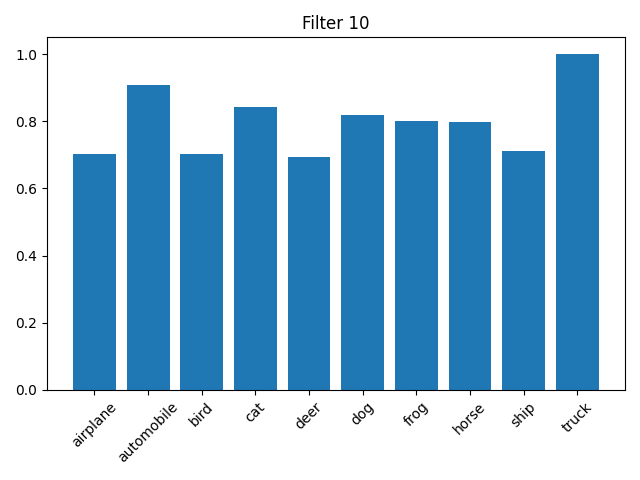 Filter 10
1.0
0.8
0.6
0.4
0.2
0.0
airplane
automobile
bird
cat
deer
dog
frog
horse
ship
truck